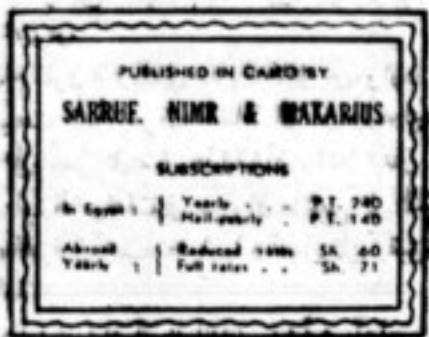 PUBLISHED IN CAIRO BY
SARRUF, NIMR & MAKARIUS
SUBSCRIPTIONS
In Egypt : { Yearly . . P.T. 240
Half-yearly . P.T. 140
Abroad { Reduced rates Sh. 60
Yearly : { Full rates . . Sh. 71